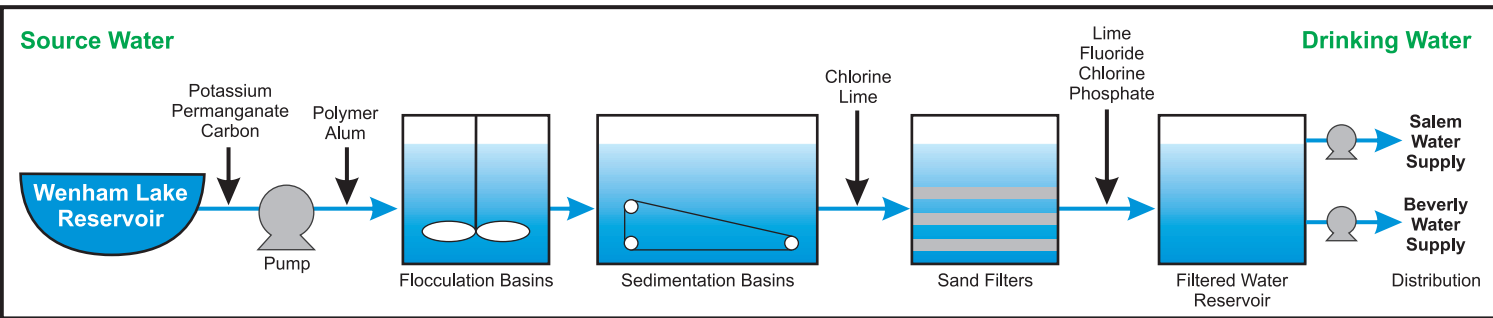 Source Water
Drinking Water
Potassium
Permanganate
Carbon
Polymer
Alum
Chlorine
Lime
Lime
Fluoride
Chlorine
Phosphate
Wenham Lake
Reservoir
Pump
Flocculation Basins
Sedimentation Basins
Sand Filters
Filtered Water
Reservoir
Salem
Water
Supply
Beverly
Water
Supply
Distribution